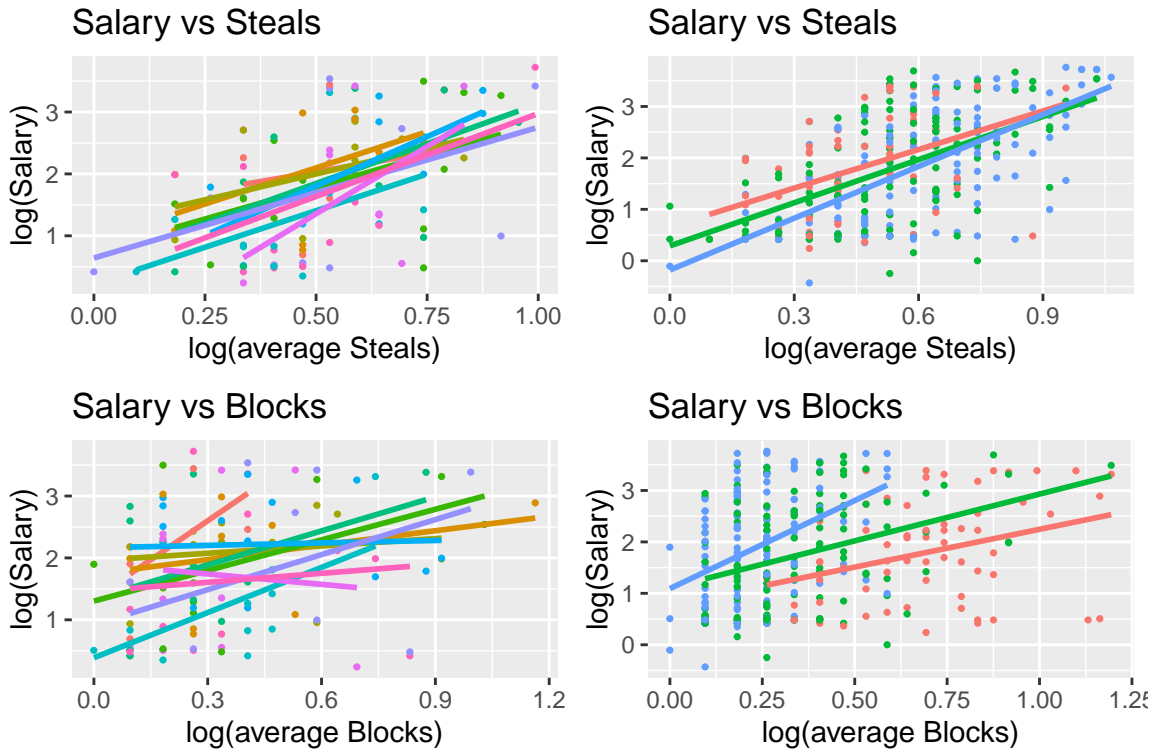 Salary vs Steals
log(Salary)
3
2
1
0.00 0.25 0.50 0.75 1.00
log(average Steals)
Salary vs Steals
log(Salary)
3
2
1
0
0.0 0.3 0.6 0.9
log(average Steals)
Salary vs Blocks
log(Salary)
3
2
1
0.0 0.3 0.6 0.9 1.2
log(average Blocks)
Salary vs Blocks
log(Salary)
3
2
1
0
0.00 0.25 0.50 0.75 1.00 1.25
log(average Blocks)